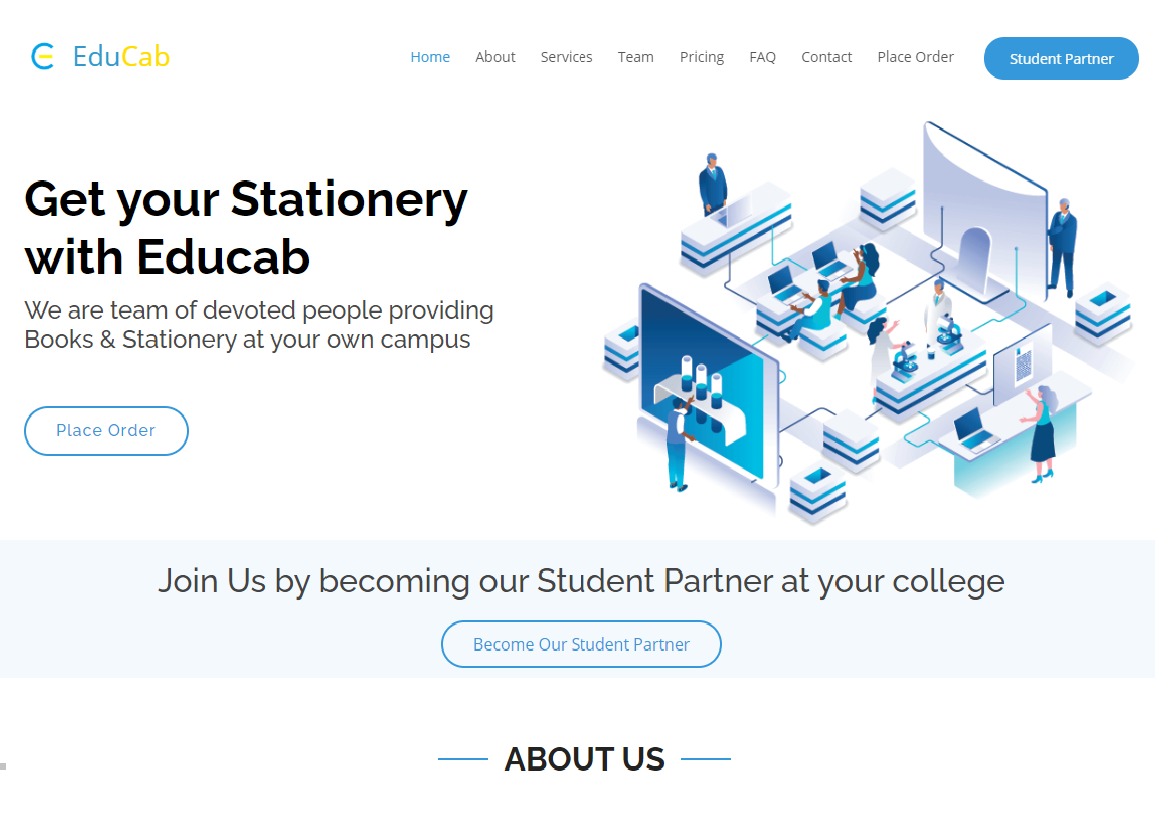 EduCab
Home About Services Team Pricing FAQ Contact Place Order Student Partner
Get your Stationery
with Educab
We are team of devoted people providing
Books & Stationery at your own campus
Place Order
Join Us by becoming our Student Partner at your college
Become Our Student Partner
ABOUT US